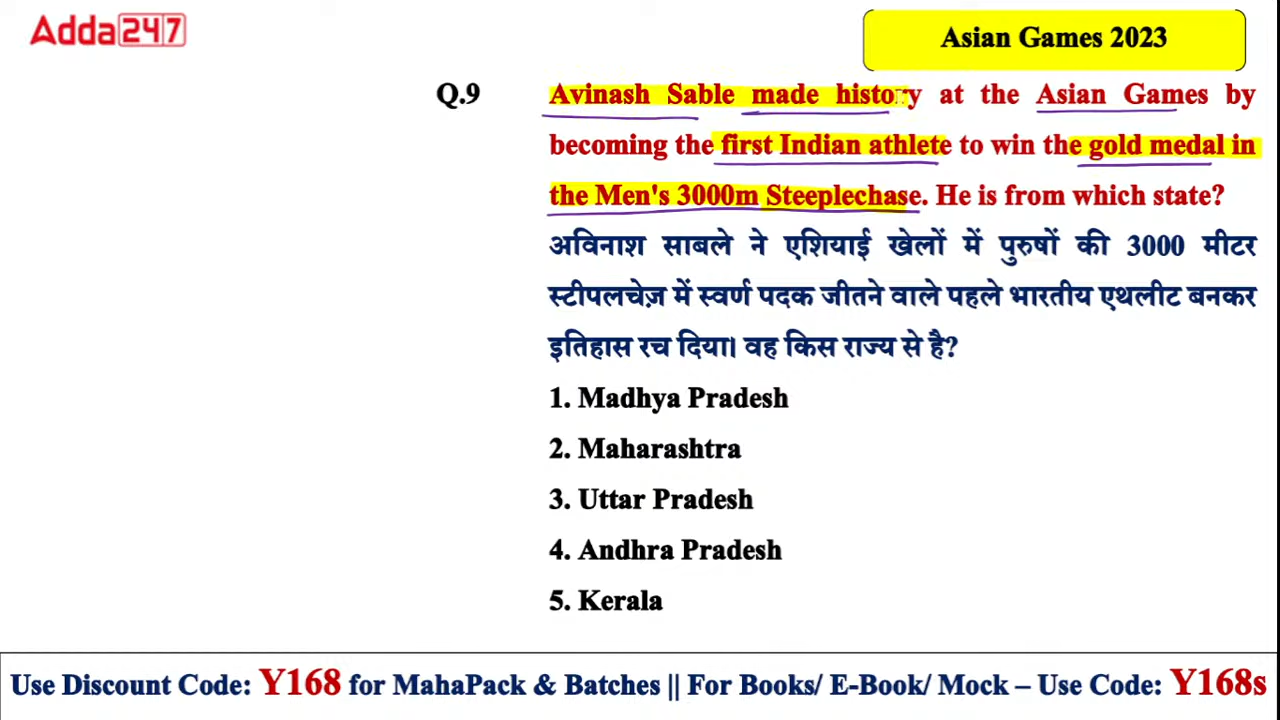 Adda247
Asian Games 2023
Q.9
Avinash Sable made history at the Asian Games by
becoming the first Indian athlete to win the gold medal in
the Men's 3000m Steeplechase. He is from which state?
अविनाश साबले ने एशियाई खेलों में पुरुषों की 3000 मीटर
स्टीपलचेज़ में स्वर्ण पदक जीतने वाले पहले भारतीय एथलीट बनकर
इतिहास रच दिया। वह किस राज्य से है?
1. Madhya Pradesh
2. Maharashtra
3. Uttar Pradesh
4. Andhra Pradesh
5. Kerala
Use Discount Code: Y168 for MahaPack & Batches || For Books/ E-Book/ Mock – Use Code: Y168s